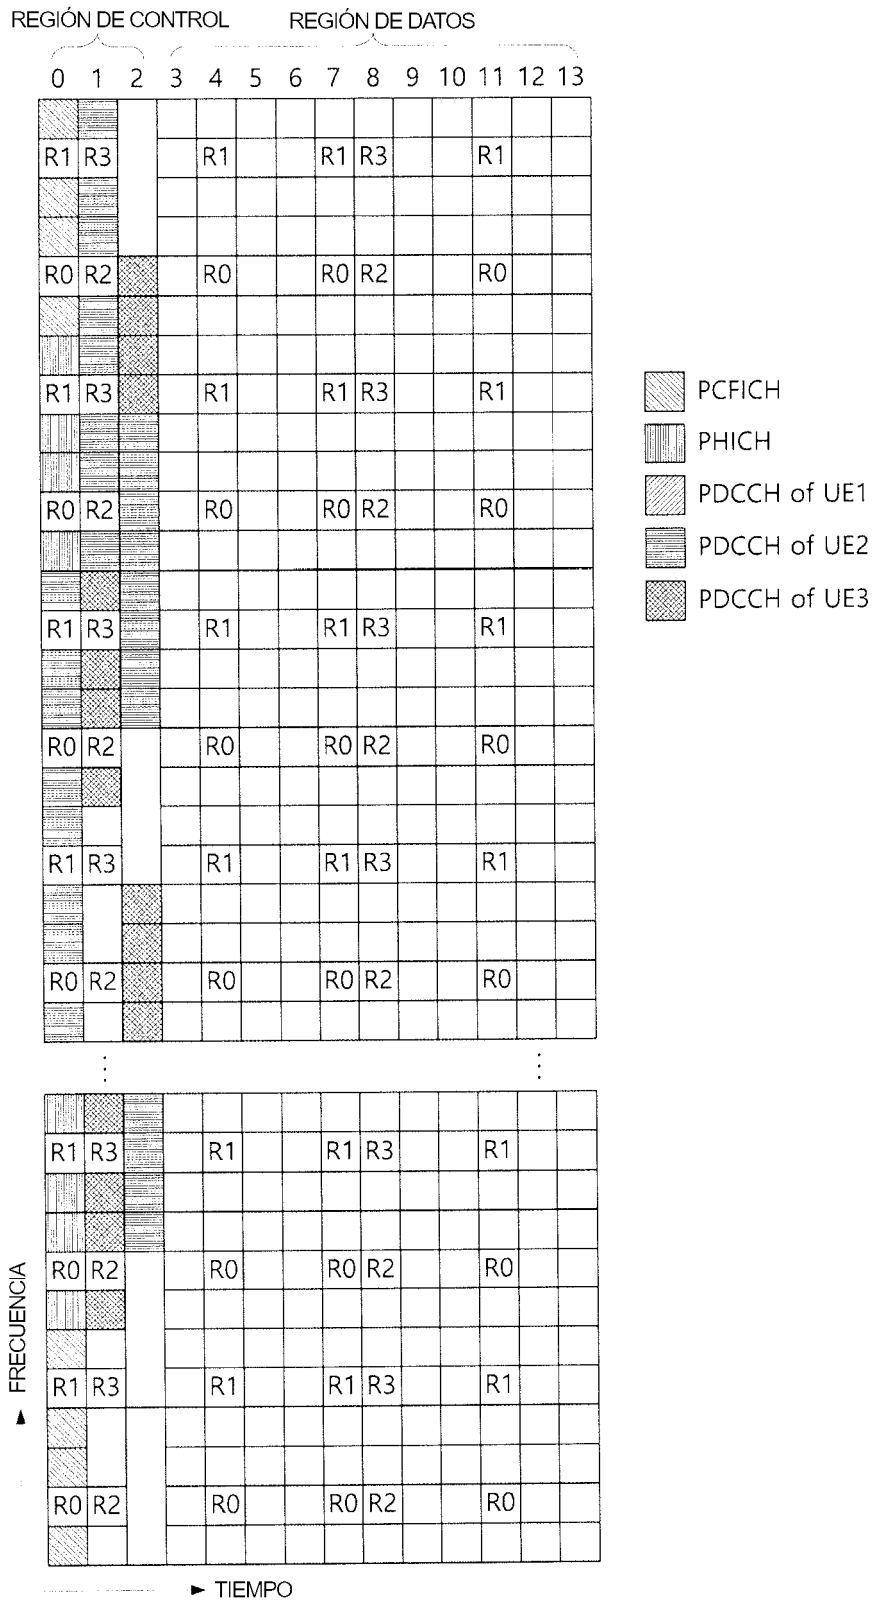 REGIÓN DE CONTROL REGIÓN DE DATOS
0 1 2 3 4 5 6 7 8 9 10 11 12 13
R1 R3 R1 R1 R3 R1
R0 R2 R0 R0 R2 R0
R1 R3 R1 R1 R3 R1
R0 R2 R0 R0 R2 R0
R1 R3 R1 R1 R3 R1
R0 R2 R0 R0 R2 R0
R1 R3 R1 R1 R3 R1
R0 R2 R0 R0 R2 R0
R1 R3 R1 R1 R3 R1
R0 R2 R0 R0 R2 R0
R1 R3 R1 R1 R3 R1
R0 R2 R0 R0 R2 R0
PCFICH
PHICH
PDCCH of UE1
PDCCH of UE2
PDCCH of UE3
FRECUENCIA
TIEMPO